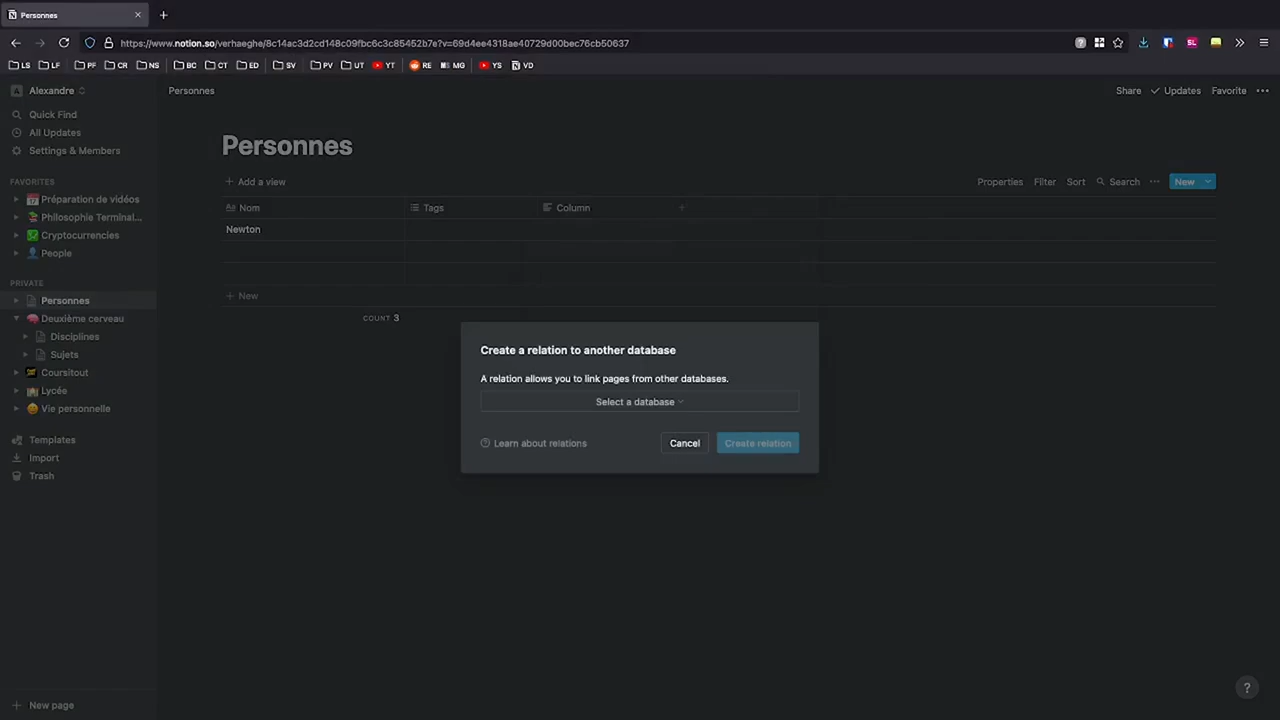 Personnes
https://www.notion.so/verhaeghe/8c14ac3d2cd148c09fbc6c3c85452b7e?v=69d4ee4318ae40729d00bec76cb50637
LS LF PF CR NS BC CT ED SV PV UT YT RE MG YS VD
A Alexandre
Personnes
Share Updates Favorite
Quick Find
All Updates
Settings & Members
FAVORITES
Préparation de vidéos
Philosophie Terminal...
Cryptocurrencies
People
PRIVATE
Personnes
Deuxième cerveau
Disciplines
Sujets
Coursitout
Lycée
Vie personnelle
Templates
Import
Trash
New page
Personnes
Add a view
Properties Filter Sort Search New
Aa Nom Tags Column
Newton
New
COUNT 3
Create a relation to another database
A relation allows you to link pages from other databases.
Select a database
Learn about relations Cancel Create relation
?